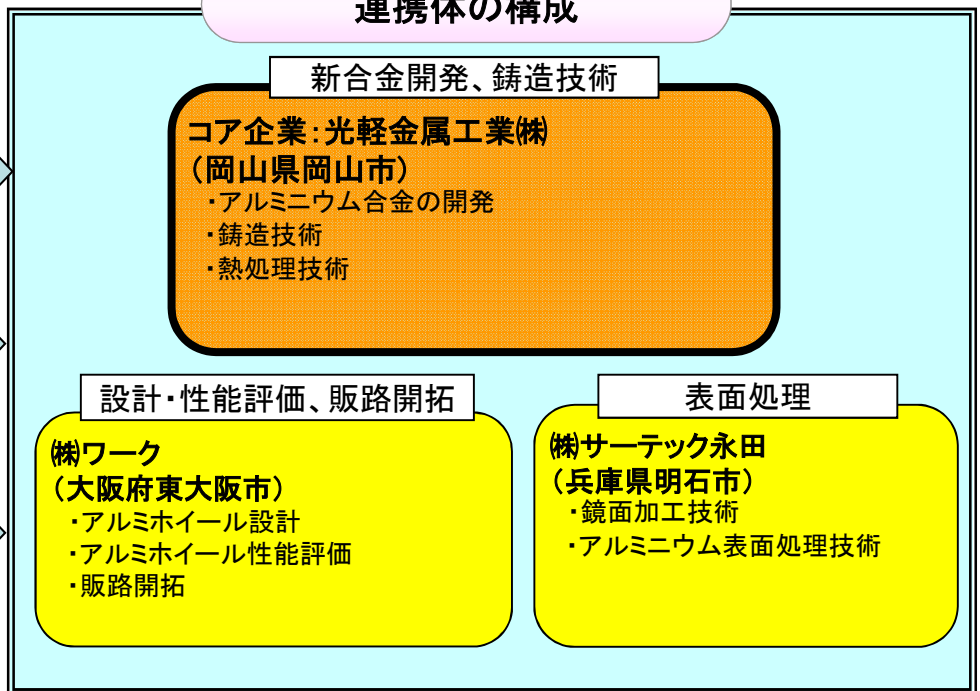 連携体の構成
新合金開発、鋳造技術
コア企業:光軽金属工業㈱
(岡山県岡山市)
・アルミニウム合金の開発
・鋳造技術
・熱処理技術
設計・性能評価、販路開拓
㈱ワーク
(大阪府東大阪市)
・アルミホイール設計
・アルミホイール性能評価
・販路開拓
表面処理
㈱サーテック永田
(兵庫県明石市)
・鏡面加工技術
・アルミニウム表面処理技術